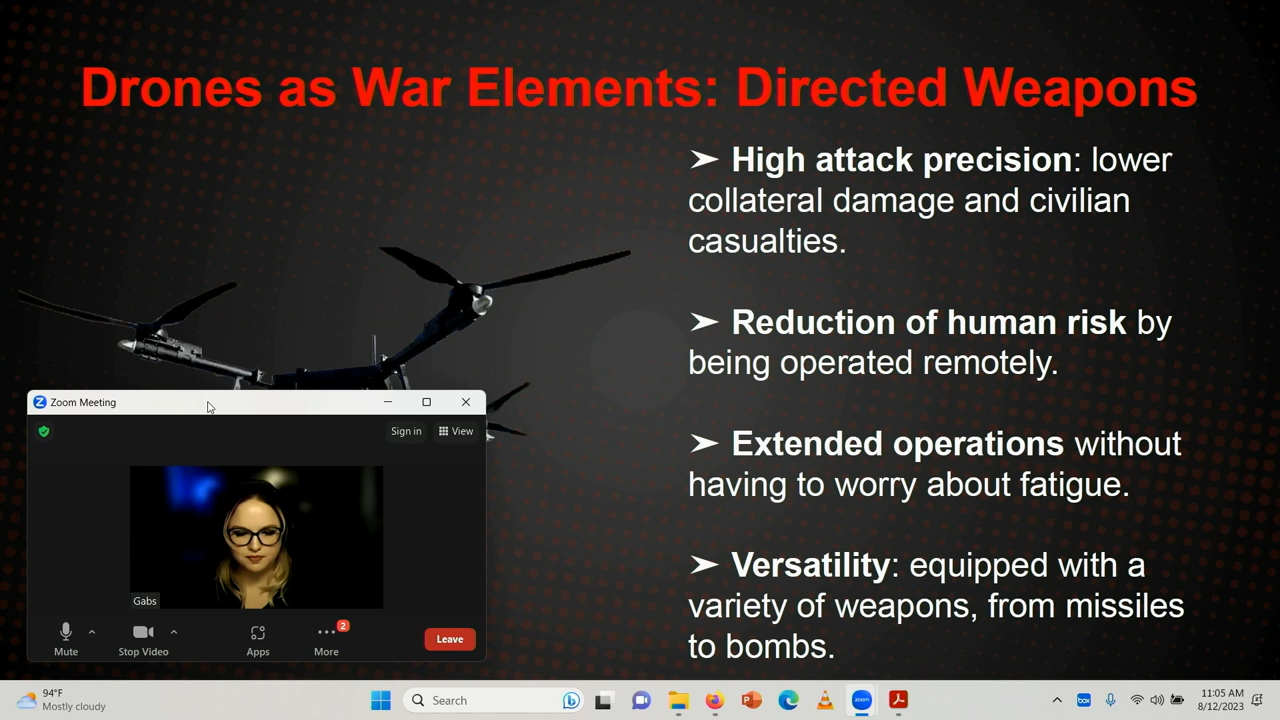 Drones as War Elements: Directed Weapons
➤ High attack precision: lower
collateral damage and civilian
casualties.
➤ Reduction of human risk by
being operated remotely.
➤ Extended operations without
having to worry about fatigue.
➤ Versatility: equipped with a
variety of weapons, from missiles
to bombs.
Zoom Meeting
Sign in
View
Gabs
2
Mute
Stop Video
Apps
More
Leave
94°F
Mostly cloudy
Search
zoom
box
11:05 AM
8/12/2023